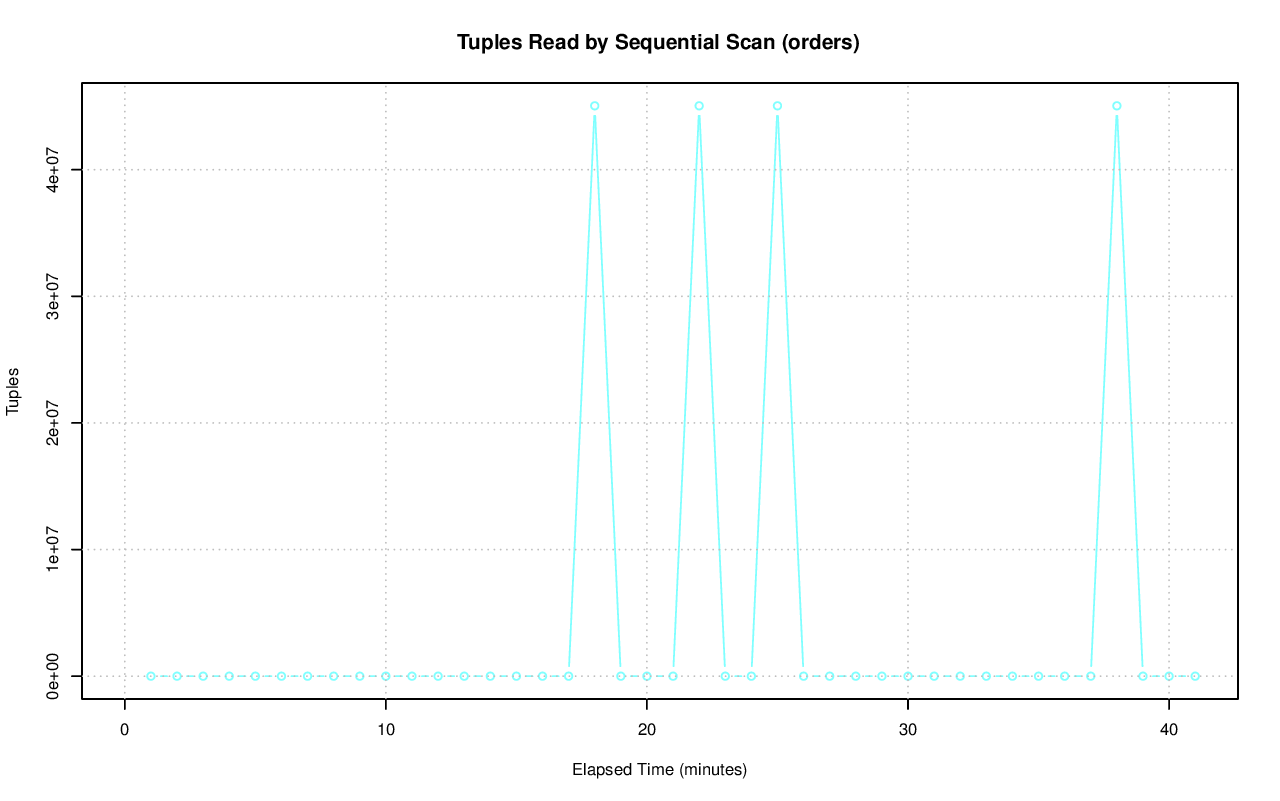 Tuples Read by Sequential Scan (orders)
Tuples
4e+07
3e+07
2e+07
1e+07
0e+00
0 10 20 30 40
Elapsed Time (minutes)